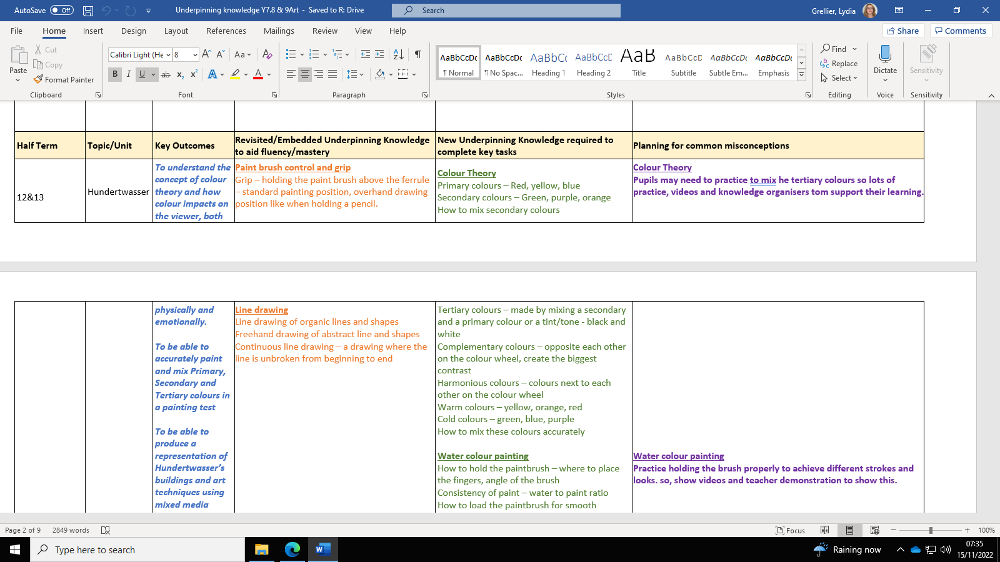 AutoSave Off Underpinning knowledge Y7.8 & 9Art - Saved to R: Drive Search Grellier, Lydia
File Home Insert Design Layout References Mailings Review View Help Share Comments
Paste Cut Copy Format Painter
Calibri Light (He 8
AaBbCcDc AaBbCcDc AaBbCc AaBbCcD AaB AaBbCcD AaBbCcDc AaBbCcDc
¶ Normal ¶ No Spac... Heading 1 Heading 2 Title Subtitle Subtle Em... Emphasis
Find Replace Select Dictate Sensitivity
Clipboard Font Paragraph Styles Editing Voice Sensitivity
Half Term
Topic/Unit
Key Outcomes
Revisited/Embedded Underpinning Knowledge
to aid fluency/mastery
New Underpinning Knowledge required to
complete key tasks
Planning for common misconceptions
12&13
Hundertwasser
To understand the
concept of colour
theory and how
colour impacts on
the viewer, both
Paint brush control and grip
Grip – holding the paint brush above the ferrule
– standard painting position, overhand drawing
position like when holding a pencil.
Colour Theory
Primary colours – Red, yellow, blue
Secondary colours – Green, purple, orange
How to mix secondary colours
Colour Theory
Pupils may need to practice to mix he tertiary colours so lots of
practice, videos and knowledge organisers tom support their learning.
physically and
emotionally.
To be able to
accurately paint
and mix Primary,
Secondary and
Tertiary colours in
a painting test
To be able to
produce a
representation of
Hundertwasser's
buildings and art
techniques using
mixed media
Line drawing
Line drawing of organic lines and shapes
Freehand drawing of abstract line and shapes
Continuous line drawing – a drawing where the
line is unbroken from beginning to end
Tertiary colours – made by mixing a secondary
and a primary colour or a tint/tone - black and
white
Complementary colours – opposite each other
on the colour wheel, create the biggest
contrast
Harmonious colours – colours next to each
other on the colour wheel
Warm colours – yellow, orange, red
Cold colours – green, blue, purple
How to mix these colours accurately
Water colour painting
How to hold the paintbrush – where to place
the fingers, angle of the brush
Consistency of paint – water to paint ratio
How to load the paintbrush for smooth
Water colour painting
Practice holding the brush properly to achieve different strokes and
looks. so, show videos and teacher demonstration to show this.
Page 2 of 9 2849 words Focus 100%
Type here to search Raining now 07:35
15/11/2022